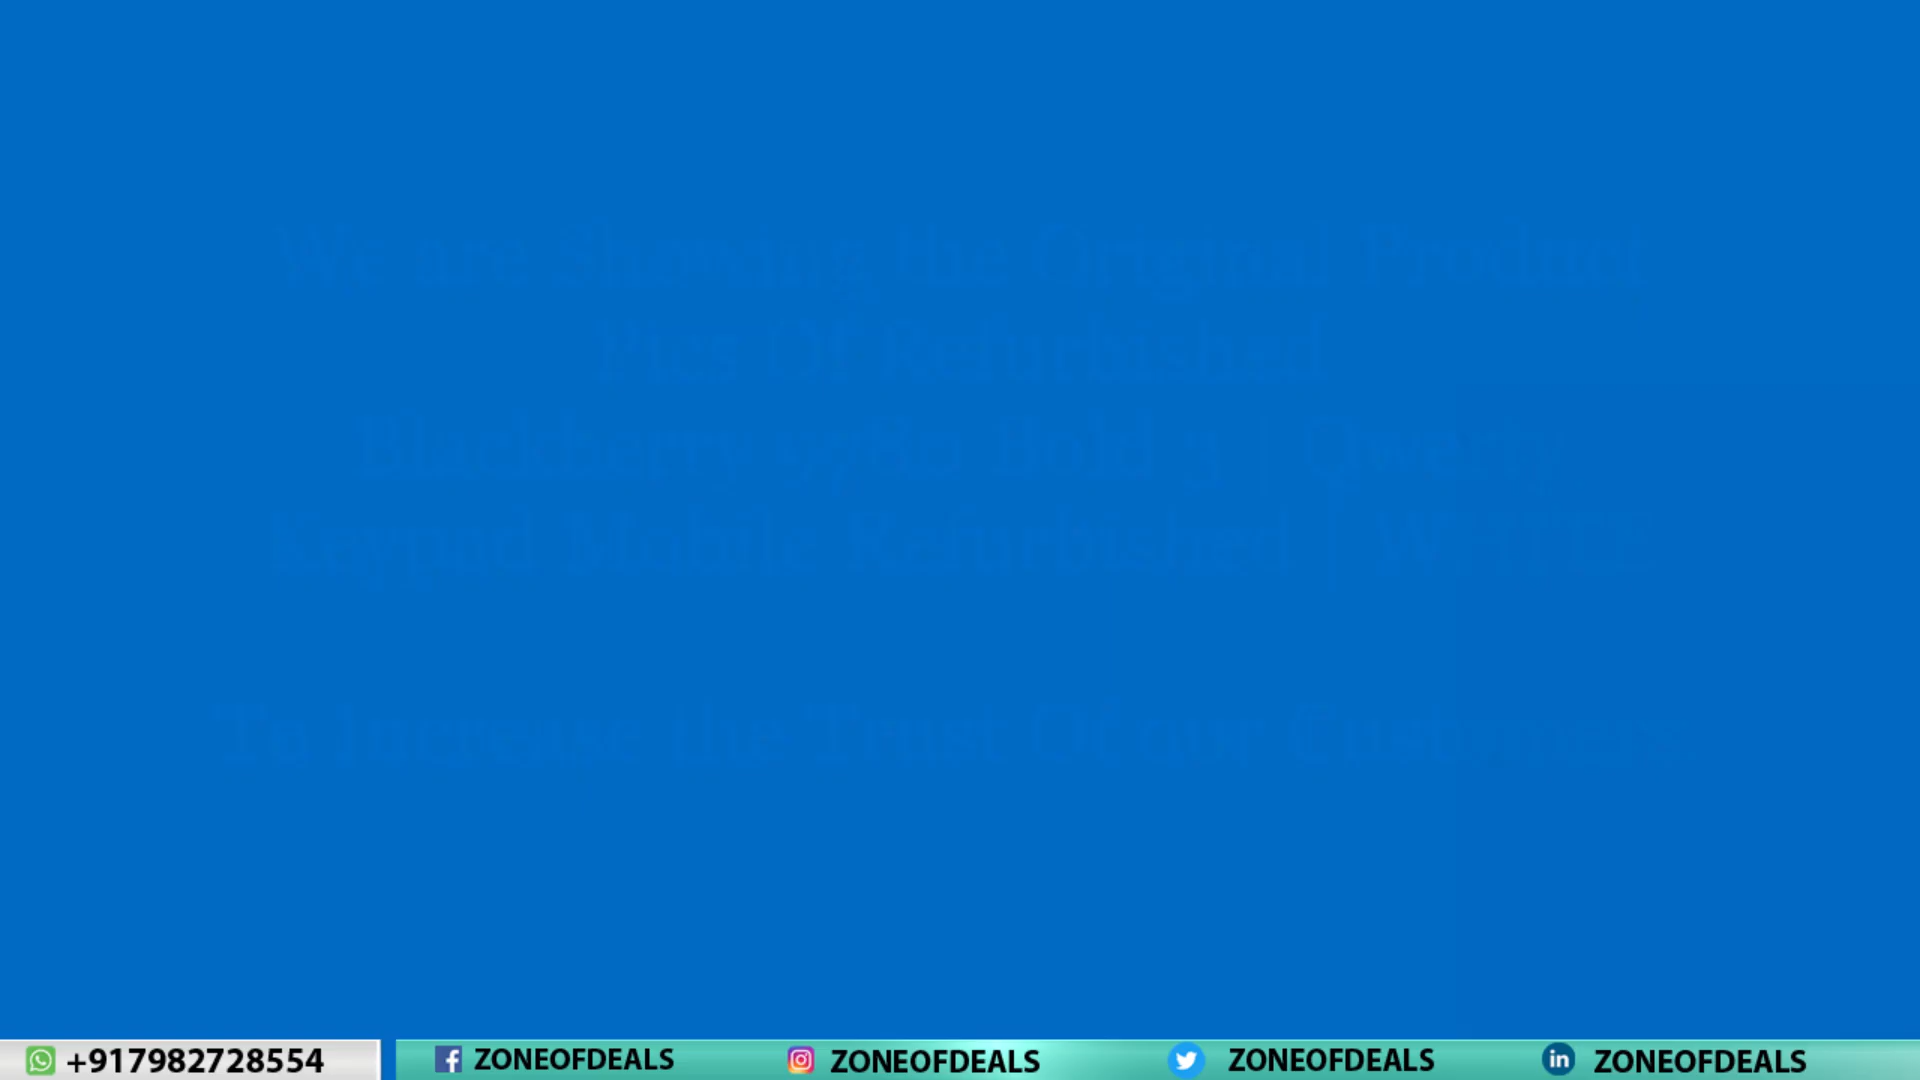 We are Showing the Original Product
Pics Of Refurbished
Blackberry 9780 Bold 3 | Qwerty
Keypad Mobile Refurbished | WHITE
To Increase the Trust Of our Customers
+917982728554
ZONEOFDEALS
ZONEOFDEALS
ZONEOFDEALS
ZONEOFDEALS